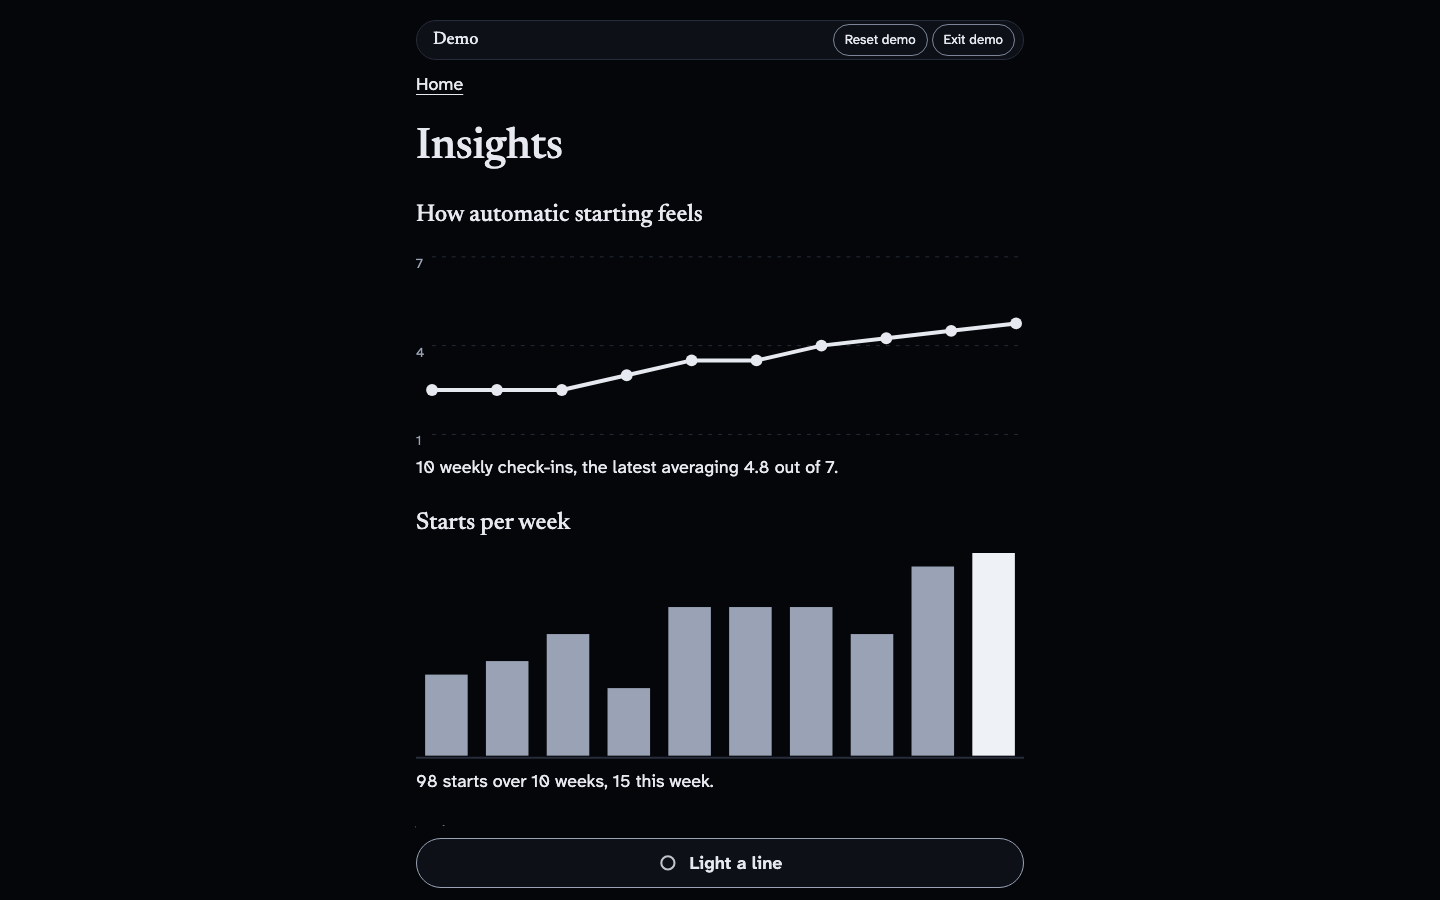 Demo
Reset demo
Exit demo
Home
Insights
How automatic starting feels
7
4
1
10 weekly check-ins, the latest averaging 4.8 out of 7.
Starts per week
98 starts over 10 weeks, 15 this week.
Light a line